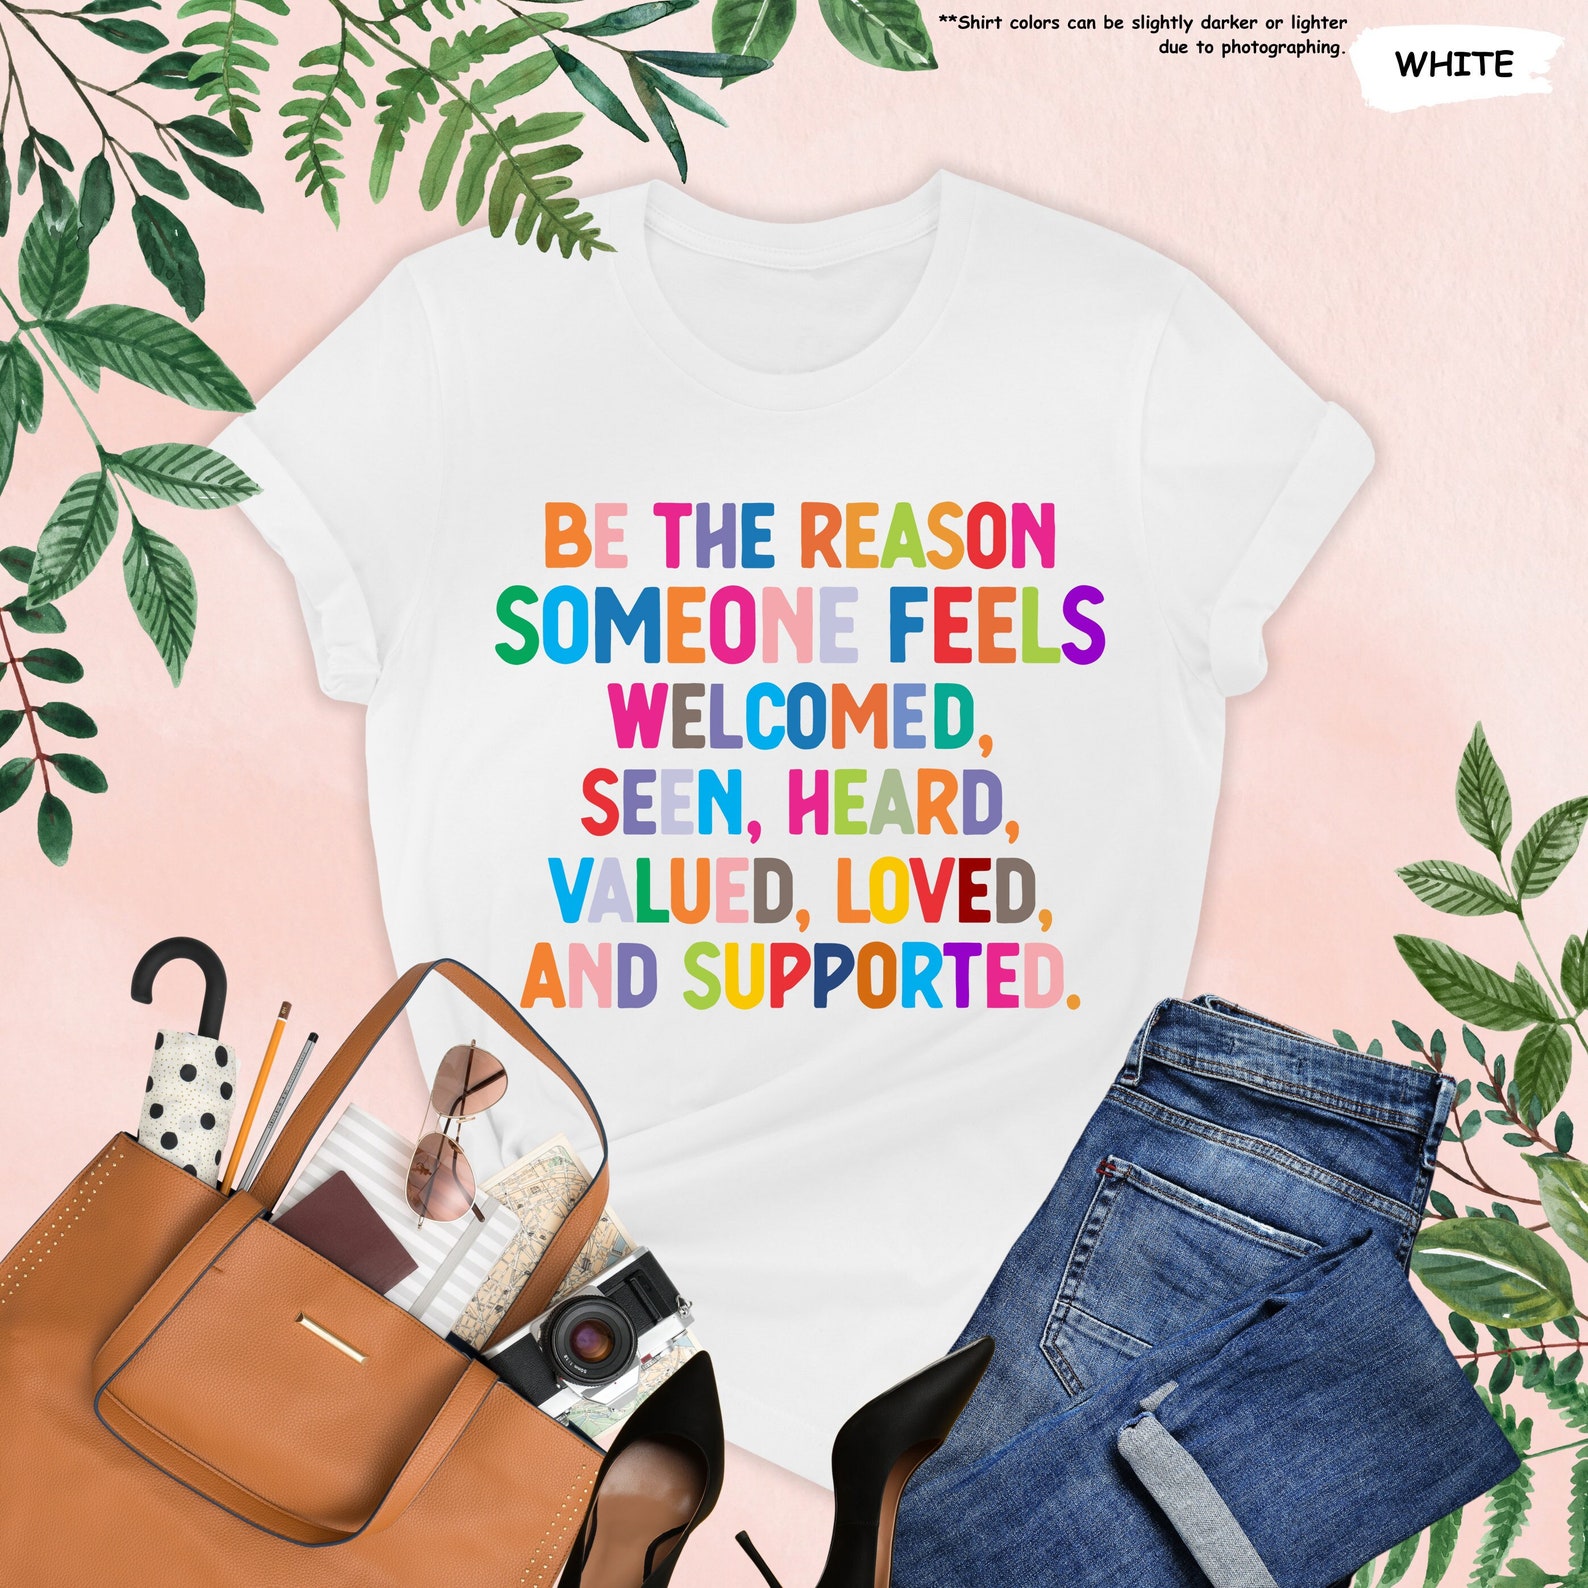 **Shirt colors can be slightly darker or lighter
due to photographing.
WHITE
BE THE REASON
SOMEONE FEELS
WELCOMED,
SEEN, HEARD,
VALUED, LOVED,
AND SUPPORTED.